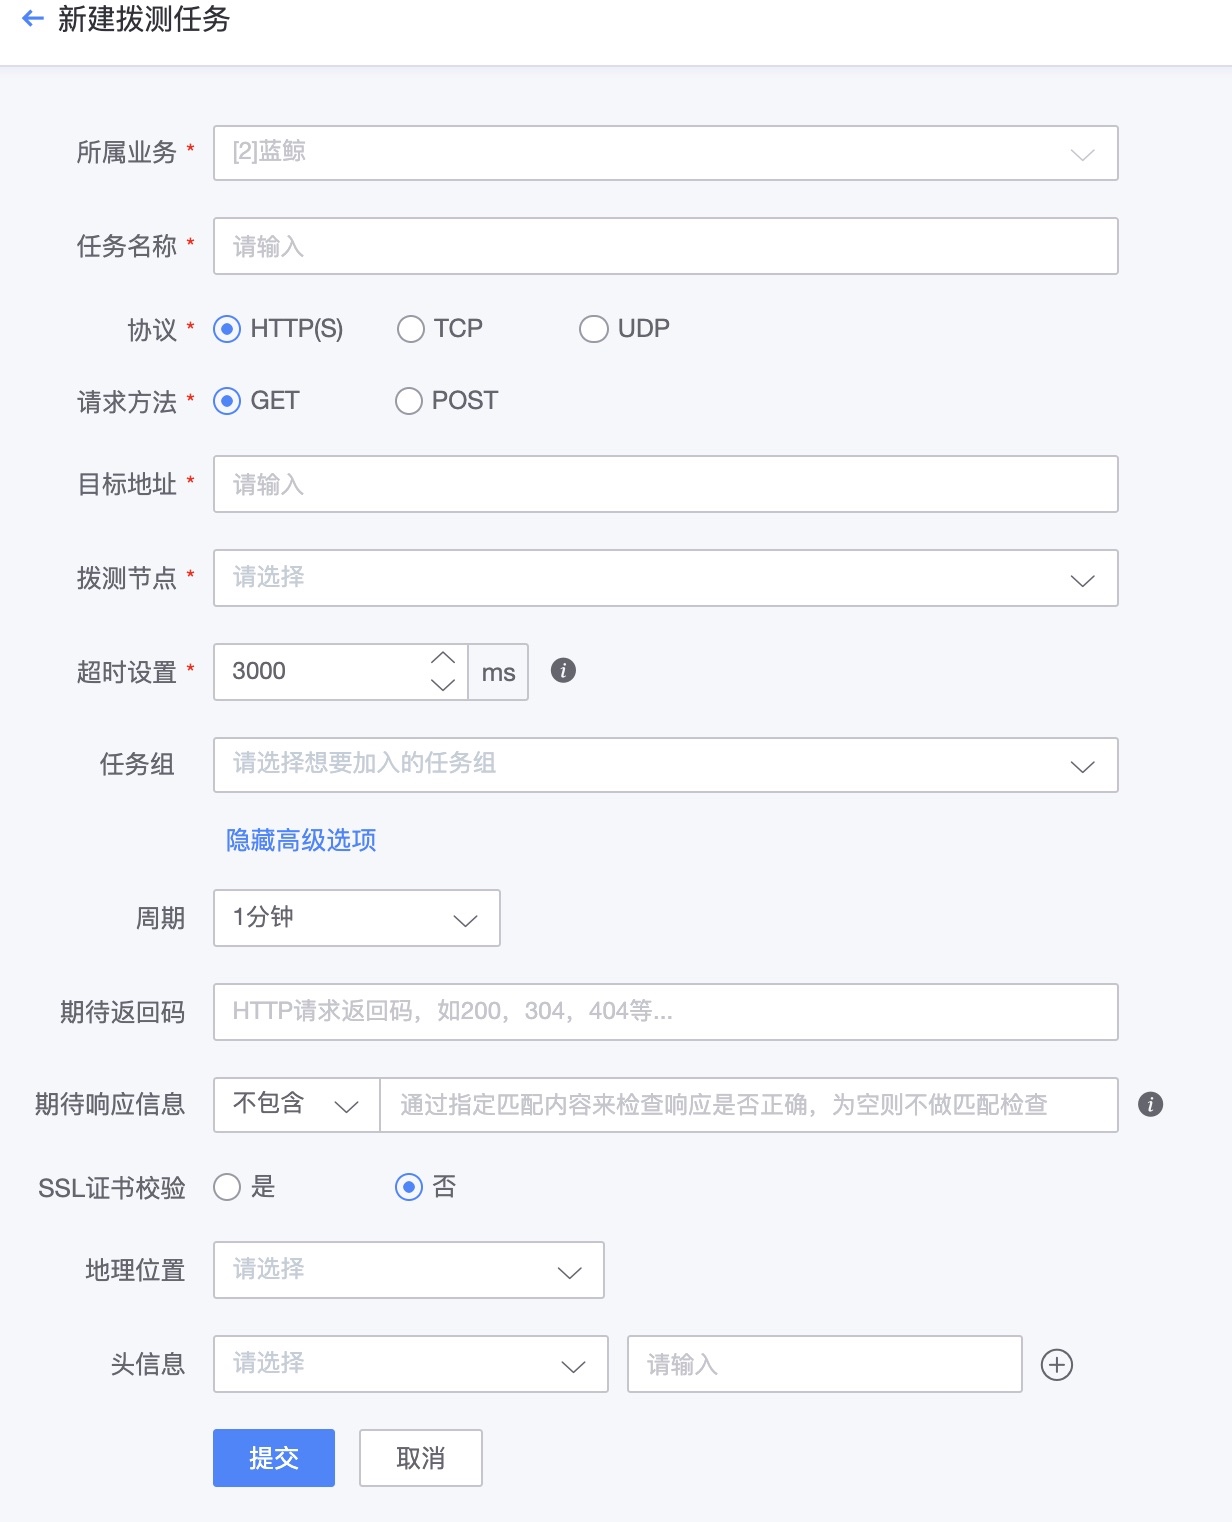 新建拨测任务
所属业务 * [2]蓝鲸
任务名称 * 请输入
协议 * HTTP(S) TCP UDP
请求方法 * GET POST
目标地址 * 请输入
拨测节点 * 请选择
超时设置 * 3000 ms
任务组 请选择想要加入的任务组
隐藏高级选项
周期 1分钟
期待返回码 HTTP请求返回码，如200，304，404等...
期待响应信息 不包含 通过指定匹配内容来检查响应是否正确，为空则不做匹配检查
SSL证书校验 是 否
地理位置 请选择
头信息 请选择 请输入
提交 取消